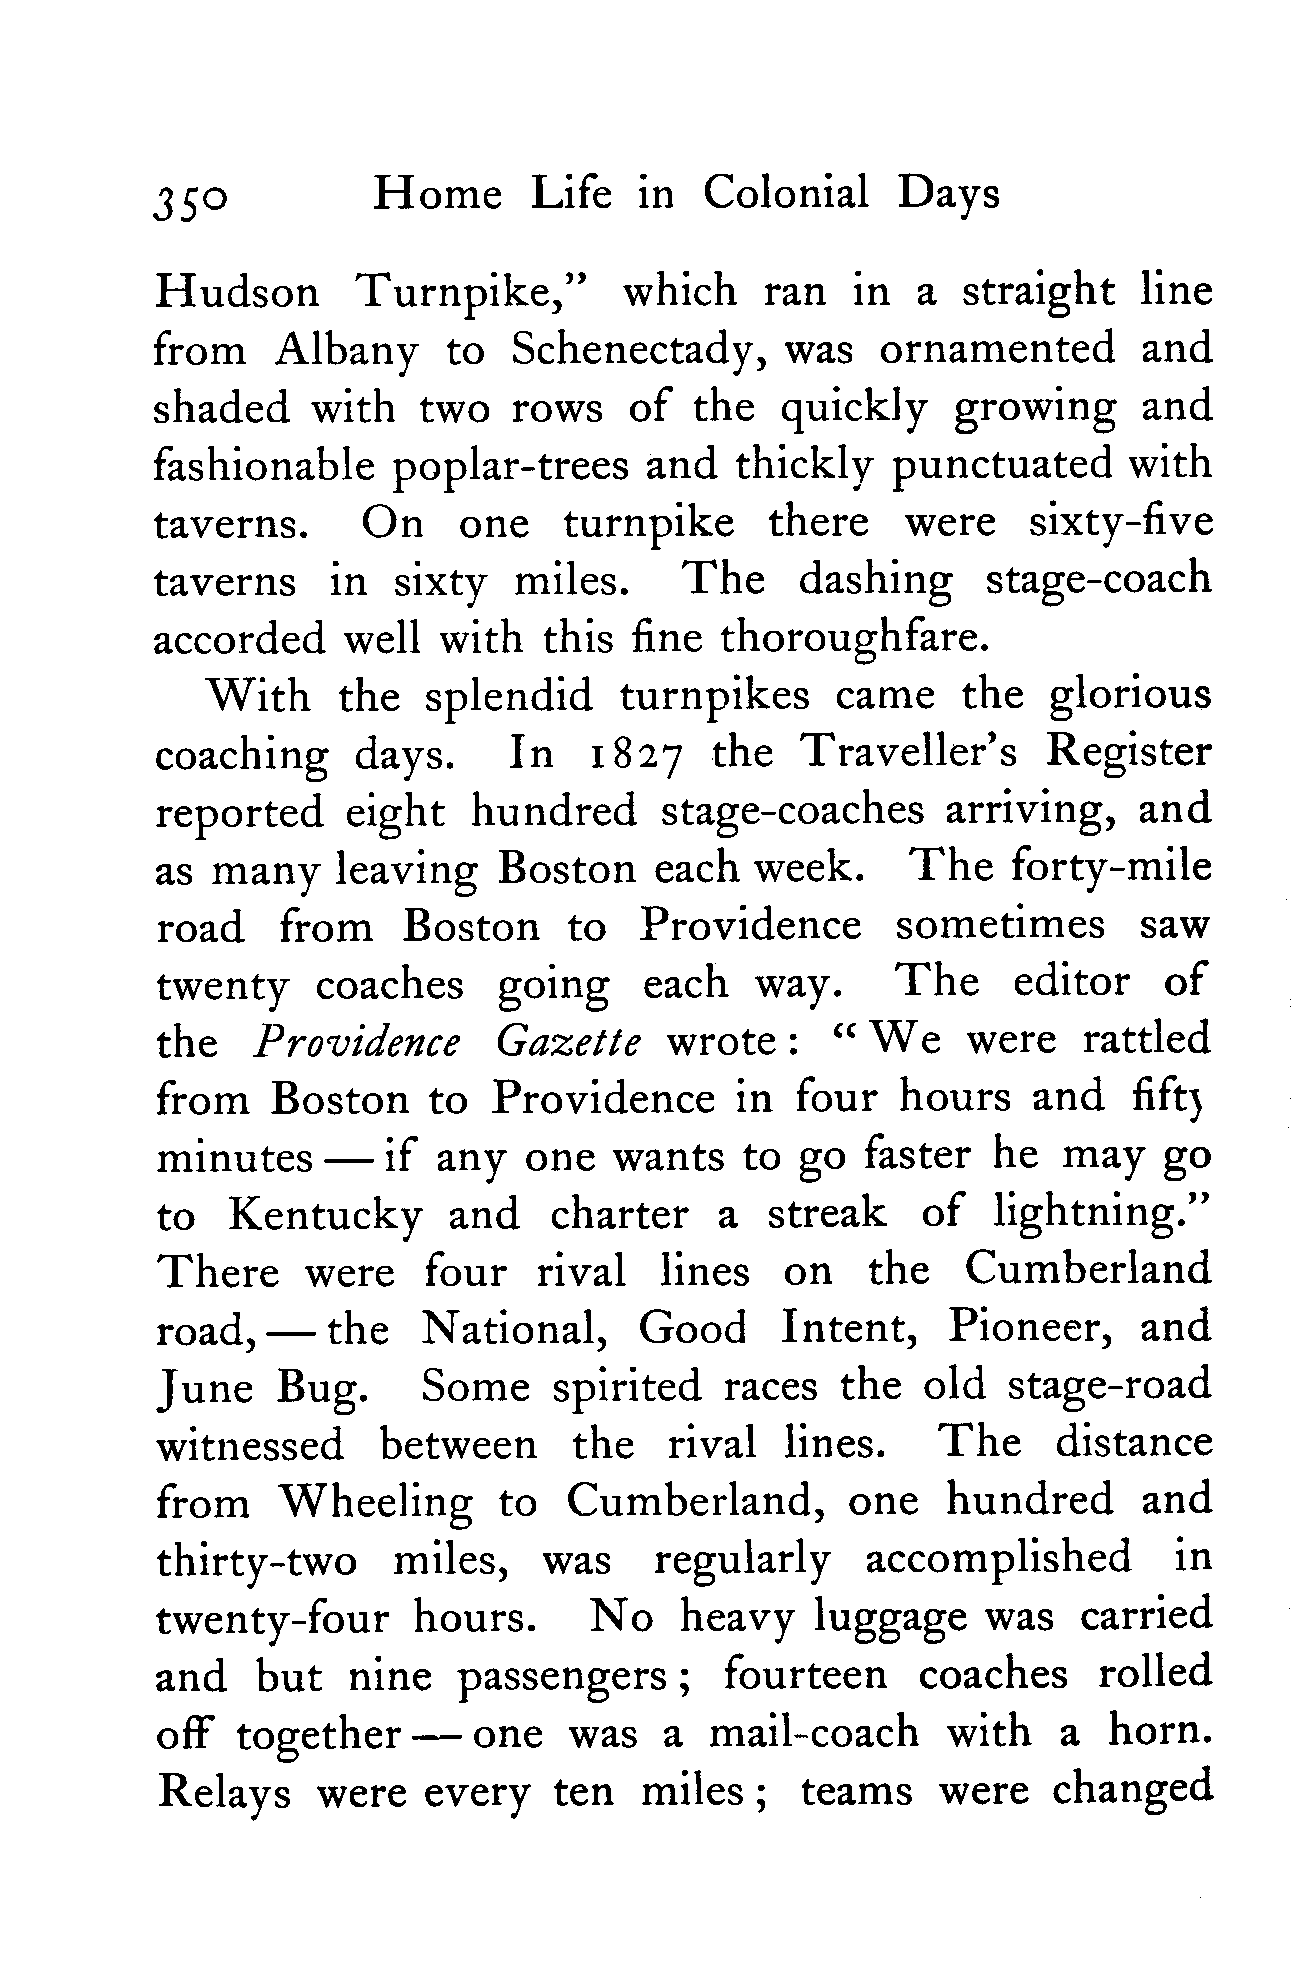 350 Home Life in Colonial Days
Hudson Turnpike,” which ran in a straight line
from Albany to Schenectady, was ornamented and
shaded with two rows of the quickly growing and
fashionable poplar-trees and thickly punctuated with
taverns. On one turnpike there were sixty-five
taverns in sixty miles. The dashing stage-coach
accorded well with this fine thoroughfare.
With the splendid turnpikes came the glorious
coaching days. In 1827 the Traveller’s Register
reported eight hundred stage-coaches arriving, and
as many leaving Boston each week. The forty-mile
road from Boston to Providence sometimes saw
twenty coaches going each way. The editor of
the Providence Gazette wrote : “ We were rattled
from Boston to Providence in four hours and fifty
minutes — if any one wants to go faster he may go
to Kentucky and charter a streak of lightning.”
There were four rival lines on the Cumberland
road, — the National, Good Intent, Pioneer, and
June Bug. Some spirited races the old stage-road
witnessed between the rival lines. The distance
from Wheeling to Cumberland, one hundred and
thirty-two miles, was regularly accomplished in
twenty-four hours. No heavy luggage was carried
and but nine passengers ; fourteen coaches rolled
off together — one was a mail-coach with a horn.
Relays were every ten miles ; teams were changed